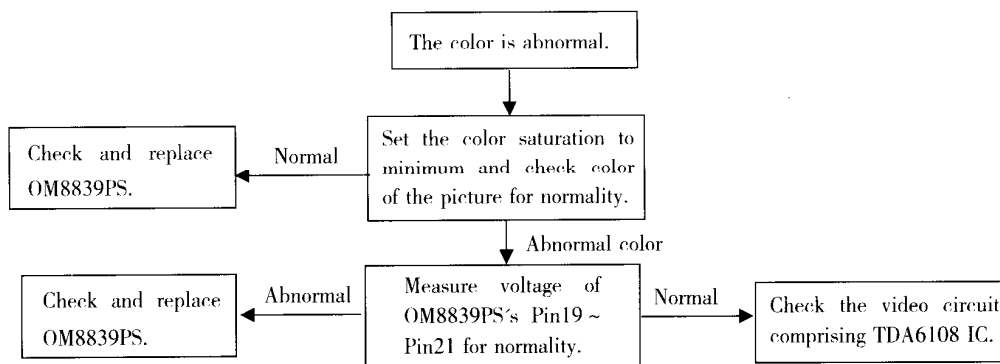 The color is abnormal.
Set the color saturation to
minimum and check color
of the picture for normality.
Normal
Check and replace
OM8839PS.
Abnormal color
Measure voltage of
OM8839PS's Pin19 ~
Pin21 for normality.
Abnormal
Check and replace
OM8839PS.
Normal
Check the video circuit
comprising TDA6108 IC.